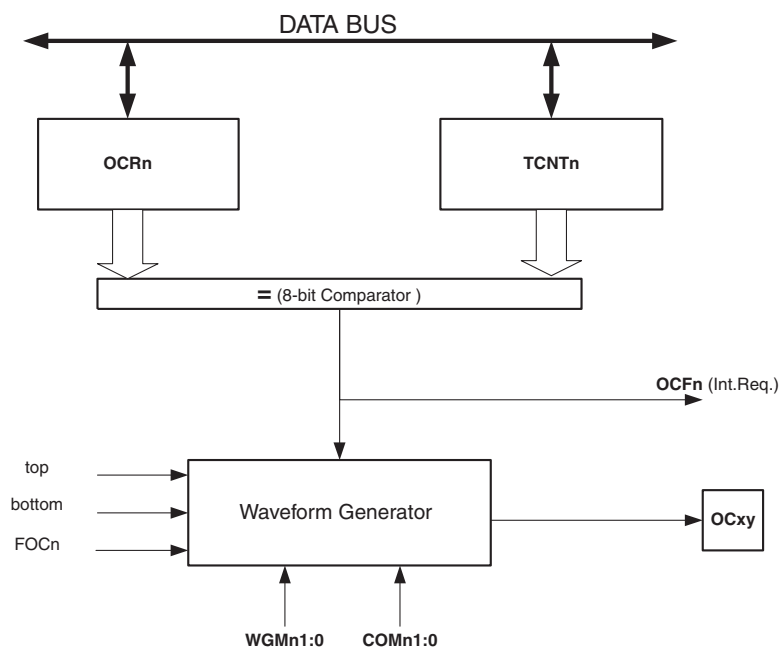 DATA BUS
OCRn
TCNTn
= (8-bit Comparator )
OCFn (Int.Req.)
top
bottom
FOCn
Waveform Generator
OCxy
WGMn1:0
COMn1:0